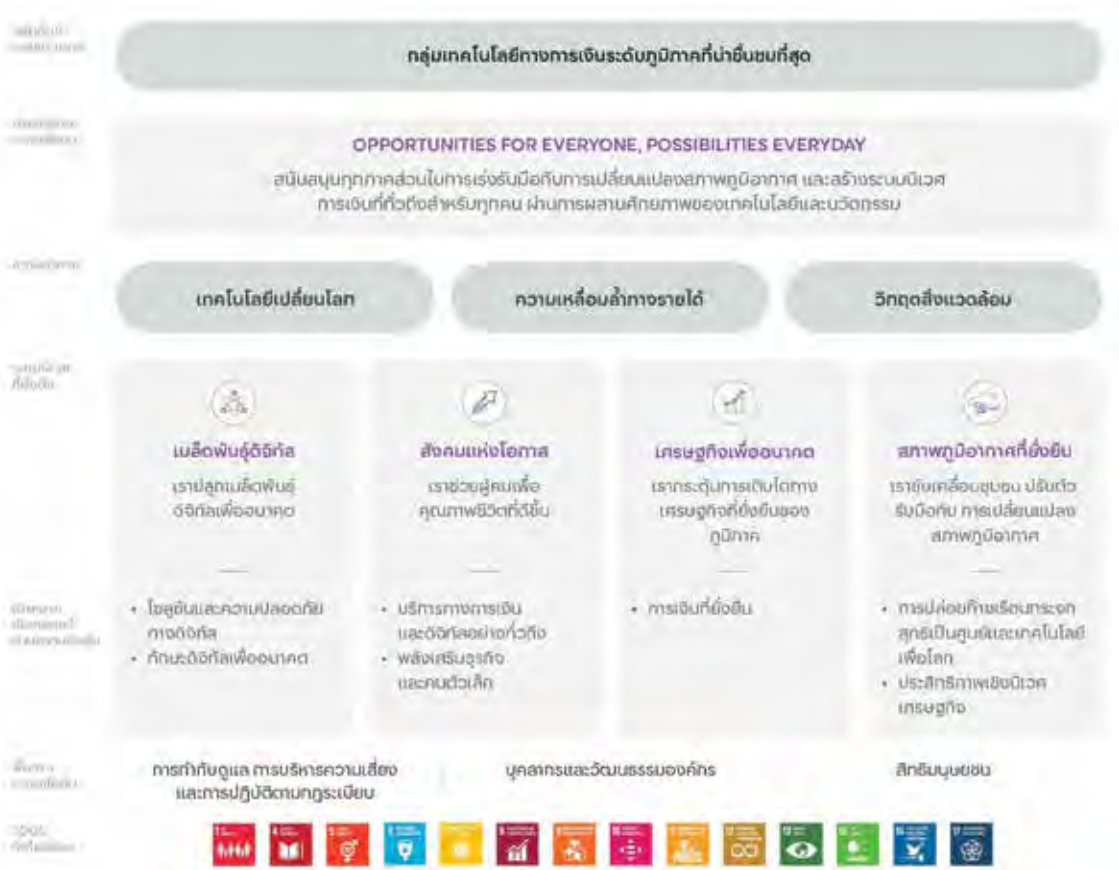 กลุ่มเทคโนโลยีทางการเงินระดับภูมิภาคที่น่าชื่นชมที่สุด
OPPORTUNITIES FOR EVERYONE, POSSIBILITIES EVERYDAY
สนับสนุนทุกภาคส่วนในการเร่งรับมือกับการเปลี่ยนแปลงสภาพภูมิอากาศ และสร้างระบบนิเวศ
การเงินที่ทั่วถึงสำหรับทุกคน ผ่านการผสานศักยภาพของเทคโนโลยีและนวัตกรรม
เทคโนโลยีเปลี่ยนโลก
ความเหลื่อมล้ำทางรายได้
วิกฤตสิ่งแวดล้อม
เมล็ดพันธุ์ดิจิทัล
เราปลูกเมล็ดพันธุ์
ดิจิทัลเพื่ออนาคต
• โซลูชันและความปลอดภัย
ทางดิจิทัล
• ทักษะดิจิทัลเพื่ออนาคต
สังคมแห่งโอกาส
เราช่วยผู้คนเพื่อ
คุณภาพชีวิตที่ดีขึ้น
• บริการทางการเงิน
และดิจิทัลอย่างทั่วถึง
• พลังเสริมธุรกิจ
และคนตัวเล็ก
เศรษฐกิจเพื่ออนาคต
เรากระตุ้นการเติบโตทาง
เศรษฐกิจที่ยั่งยืนของ
ภูมิภาค
• การเงินที่ยั่งยืน
สภาพภูมิอากาศที่ยั่งยืน
เราขับเคลื่อนชุมชน ปรับตัว
รับมือกับ การเปลี่ยนแปลง
สภาพภูมิอากาศ
• การปล่อยก๊าซเรือนกระจก
สุทธิเป็นศูนย์และเทคโนโลยี
เพื่อโลก
• ประสิทธิภาพเชิงนิเวศ
เศรษฐกิจ
การกำกับดูแล การบริหารความเสี่ยง
และการปฏิบัติตามกฎระเบียบ
บุคลากรและวัฒนธรรมองค์กร
สิทธิมนุษยชน